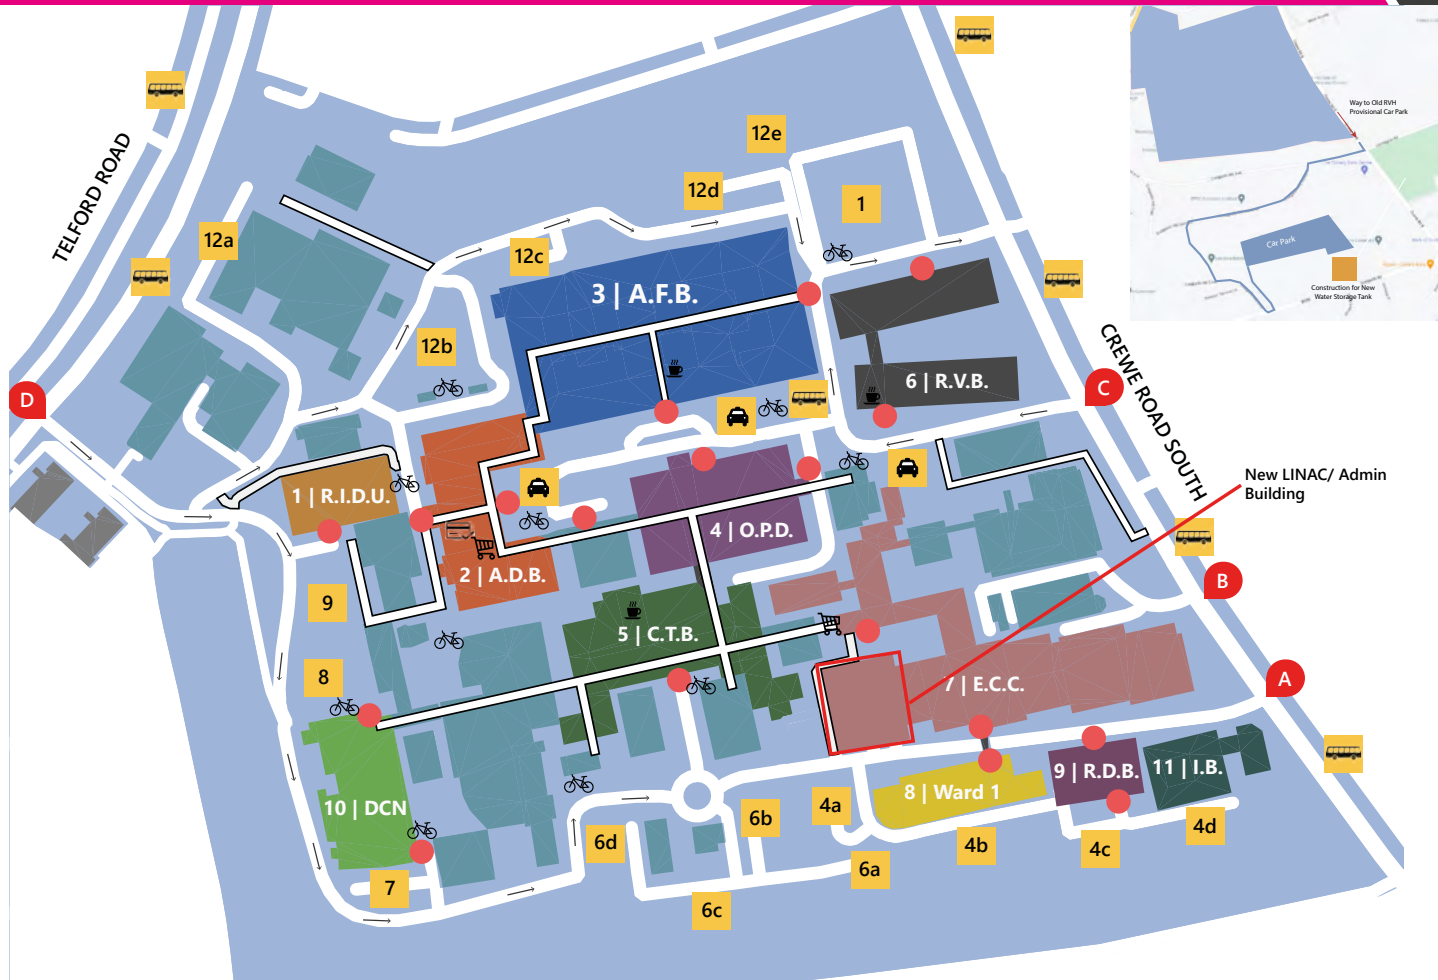 Way to Old RVH
Provisional Car Park
Car Park
Construction for New
Water Storage Tank
TELFORD ROAD
12e
12d
1
12a
12c
3 | A.F.B.
12b
6 | R.V.B.
CREWE ROAD SOUTH
D
C
New LINAC/ Admin
Building
1 | R.I.D.U.
4 | O.P.D.
2 | A.D.B.
B
9
5 | C.T.B.
8
7 | E.C.C.
A
9 | R.D.B.
11 | I.B.
8 | Ward 1
10 | DCN
4a
6b
4d
6d
4b
4c
6a
7
6c